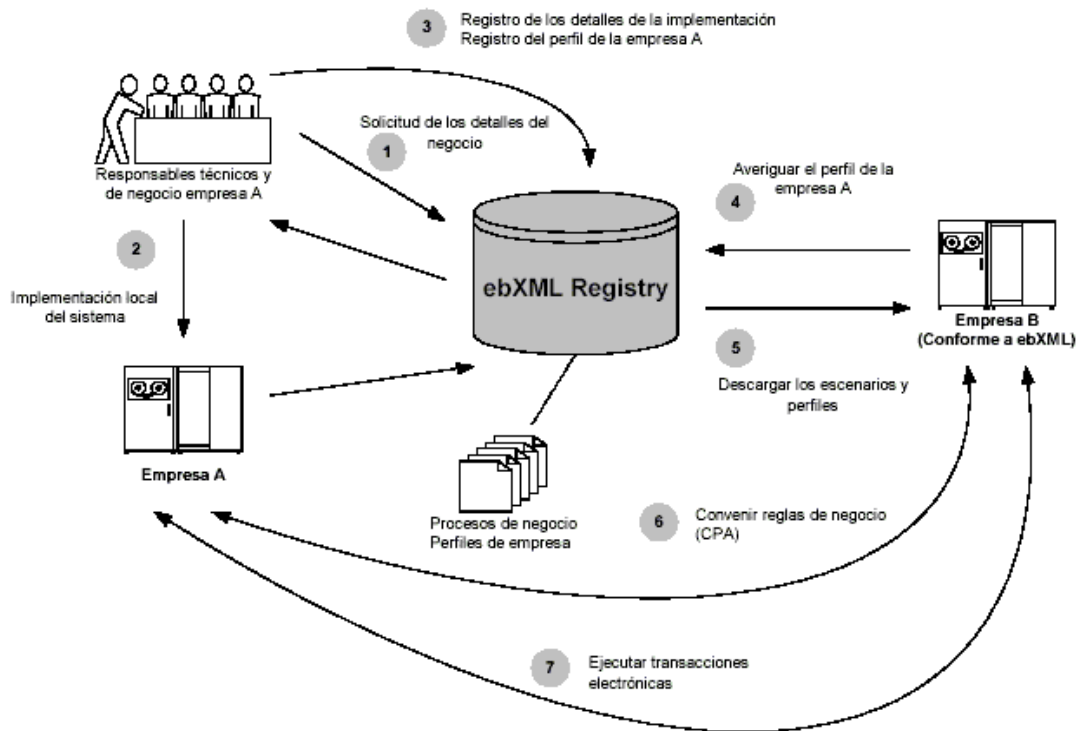 3
Registro de los detalles de la implementación
Registro del perfil de la empresa A
Solicitud de los detalles del
1
negocio
Responsables técnicos y
de negocio empresa A
Averiguar el perfil de la
empresa A
4
2
Implementación local
del sistema
ebXML Registry
Empresa B
(Conforme a ebXML)
5
Descargar los escenarios y
perfiles
Empresa A
Procesos de negocio
Perfiles de empresa
6
Convenir reglas de negocio
(CPA)
7
Ejecutar transacciones
electrónicas